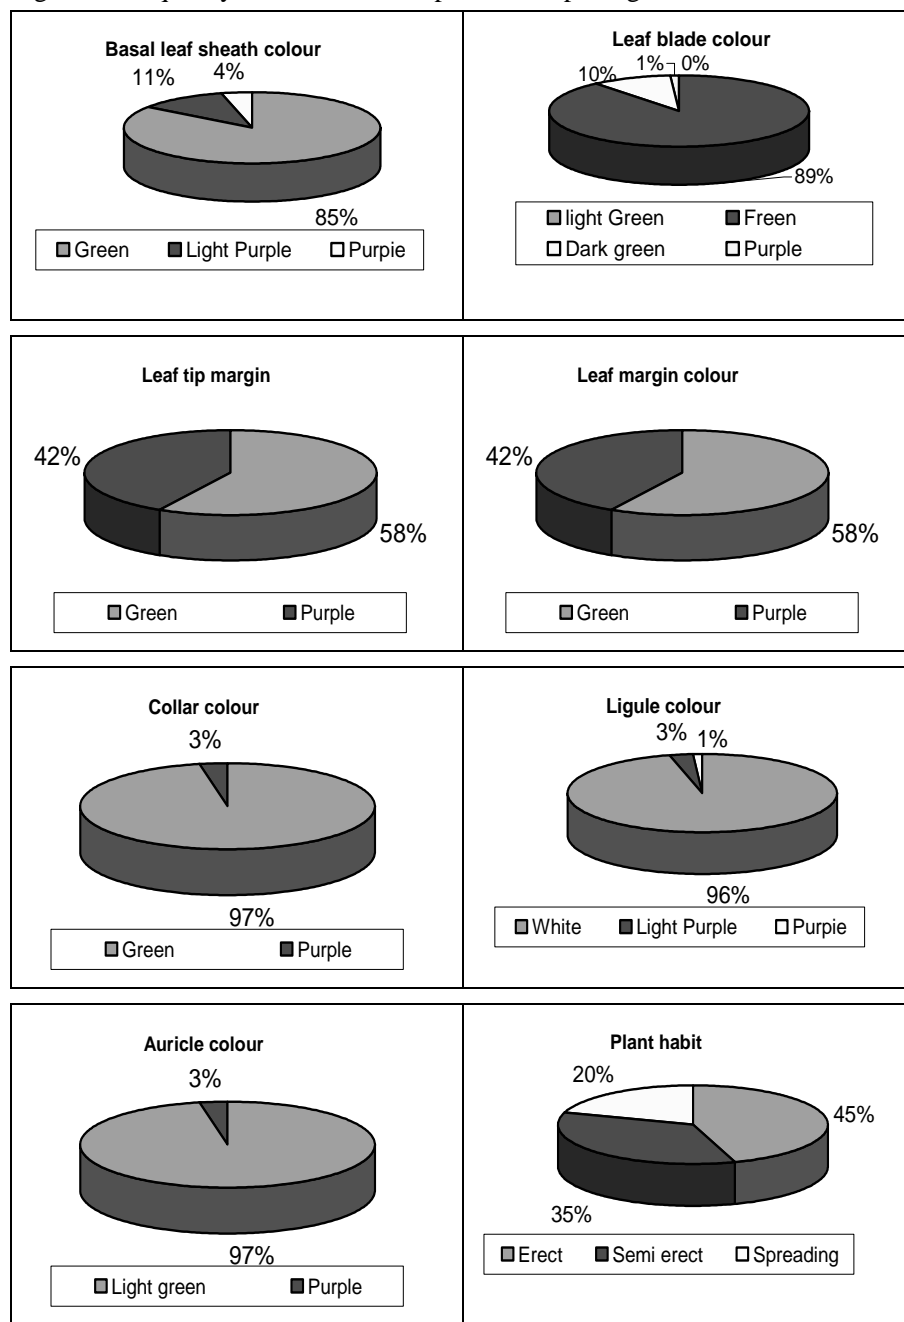 Basal leaf sheath colour
11% 4%
85%
Green Light Purple Purpie
Leaf blade colour
10% 1% 0%
89%
light Green Freen
Dark green Purple
Leaf tip margin
42%
58%
Green Purple
Leaf margin colour
42%
58%
Green Purple
Collar colour
3%
97%
Green Purple
Ligule colour
3% 1%
96%
White Light Purple Purpie
Auricle colour
3%
97%
Light green Purple
Plant habit
20%
45%
35%
Erect Semi erect Spreading